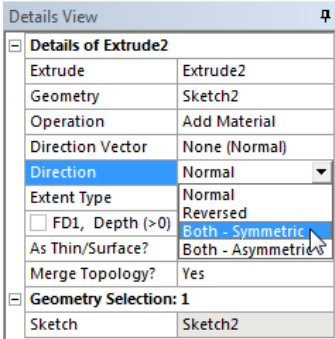 Details View
Details of Extrude2
Extrude Extrude2
Geometry Sketch2
Operation Add Material
Direction Vector None (Normal)
Direction Normal
Extent Type Normal
Reversed
FD1, Depth (>0) Both - Symmetric
As Thin/Surface? Both - Asymmetric
Merge Topology? Yes
Geometry Selection: 1
Sketch Sketch2